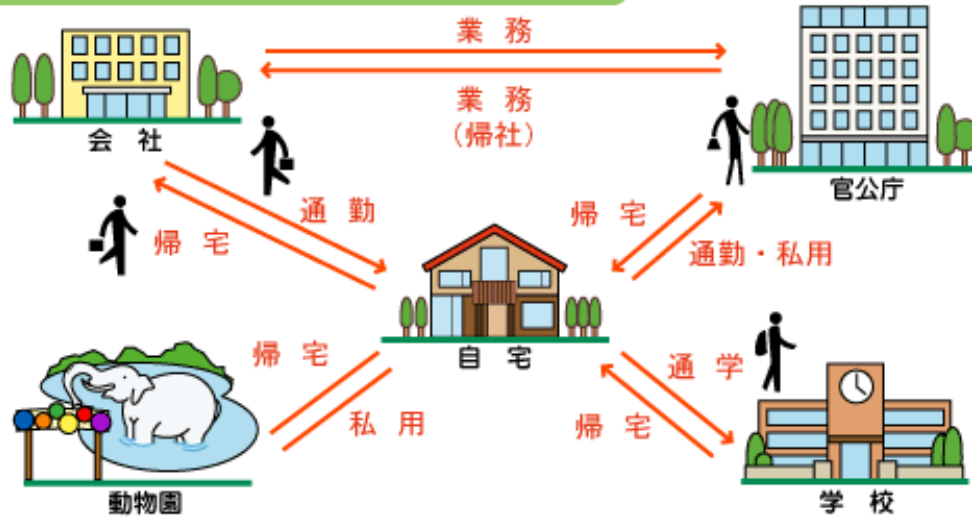 業務
業務
(帰社)
会社
官公庁
通勤
帰宅
帰宅
通勤・私用
自宅
帰宅
私用
通学
帰宅
動物園
学校